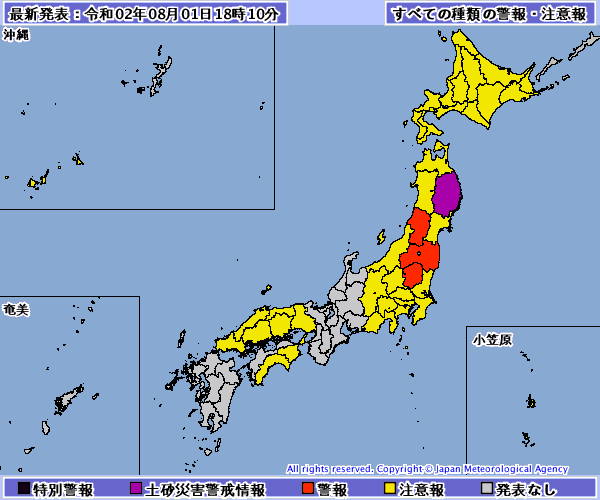 最新発表：令和02年08月01日18時10分
すべての種類の警報・注意報
沖縄
奄美
小笠原
All rights reserved. Copyright © Japan Meteorological Agency
特別警報
土砂災害警戒情報
警報
注意報
発表なし